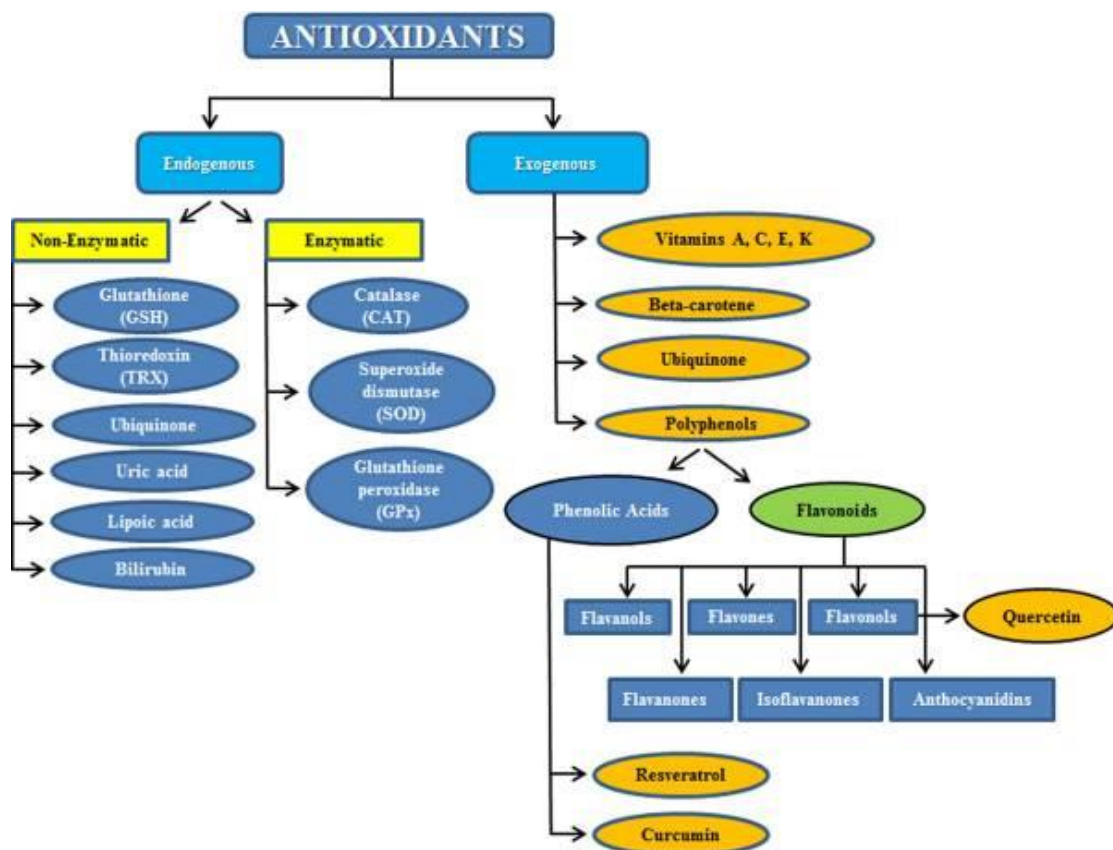 ANTIOXIDANTS
Endogenous
Exogenous
Non-Enzymatic
Glutathione
(GSH)
Thioredoxin
(TRX)
Ubiquinone
Uric acid
Lipoic acid
Bilirubin
Enzymatic
Catalase
(CAT)
Superoxide
dismutase
(SOD)
Glutathione
peroxidase
(GPx)
Vitamins A, C, E, K
Beta-carotene
Ubiquinone
Polyphenols
Phenolic Acids
Flavonoids
Flavanols
Flavones
Flavonols
Quercetin
Flavanones
Isoflavanones
Anthocyanidins
Resveratrol
Curcumin